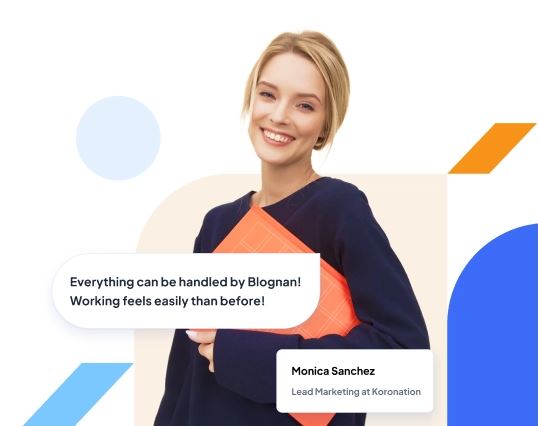 Everything can be handled by Blognan!
Working feels easily than before!
Monica Sanchez
Lead Marketing at Koronation